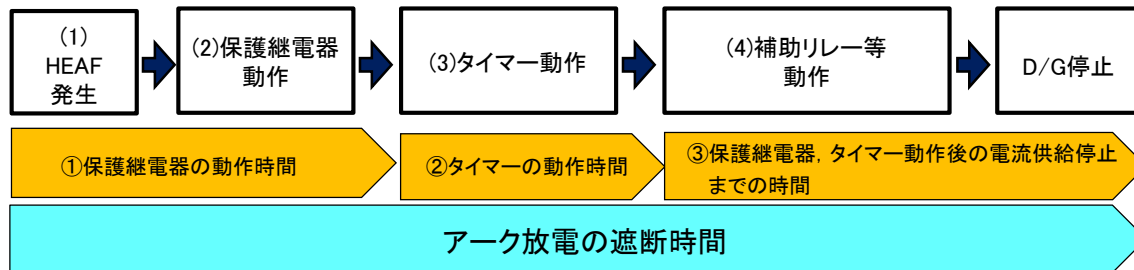 (1)
HEAF
発生
(2)保護継電器
動作
(3)タイマー動作
(4)補助リレー等
動作
D/G停止
①保護継電器の動作時間
②タイマーの動作時間
③保護継電器，タイマー動作後の電流供給停止
までの時間
アーク放電の遮断時間